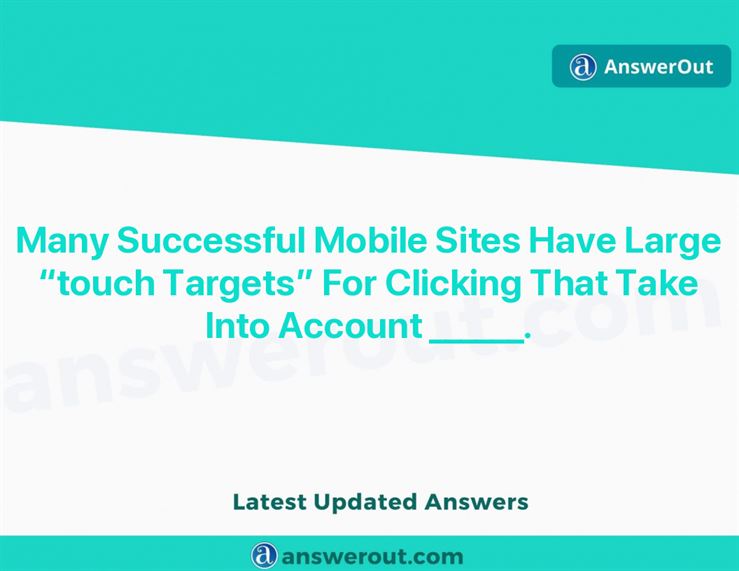 AnswerOut
Many Successful Mobile Sites Have Large
“touch Targets” For Clicking That Take
Into Account ______.
answerout.com
Latest Updated Answers
answerout.com